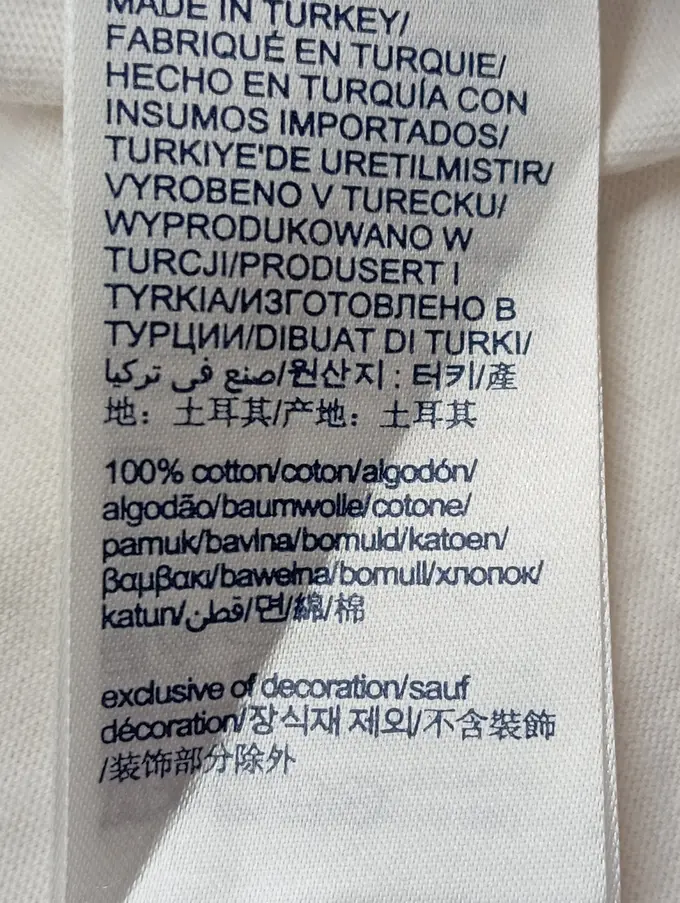 MADE IN TURKEY/
FABRIQUÉ EN TURQUIE/
HECHO EN TURQUÍA CON
INSUMOS IMPORTADOS/
TURKIYE'DE URETILMISTIR/
VYROBENO V TURECKU/
WYPRODUKOWANO W
TURCJI/PRODUSERT I
TYRKIA/ИЗГОТОВЛЕНО В
ТУРЦИИ/DIBUAT DI TURKI/
صنع في تركيا/원산지 : 터키/產
地：土耳其/产地：土耳其
100% cotton/coton/algodón/
algodão/baumwolle/cotone/
pamuk/bavlna/bomuld/katoen/
βαμβακι/bawełna/bomull/хлопок/
katun/قطن/면/綿/棉
exclusive of decoration/sauf
décoration/장식재 제외/不含裝飾
/装饰部分除外